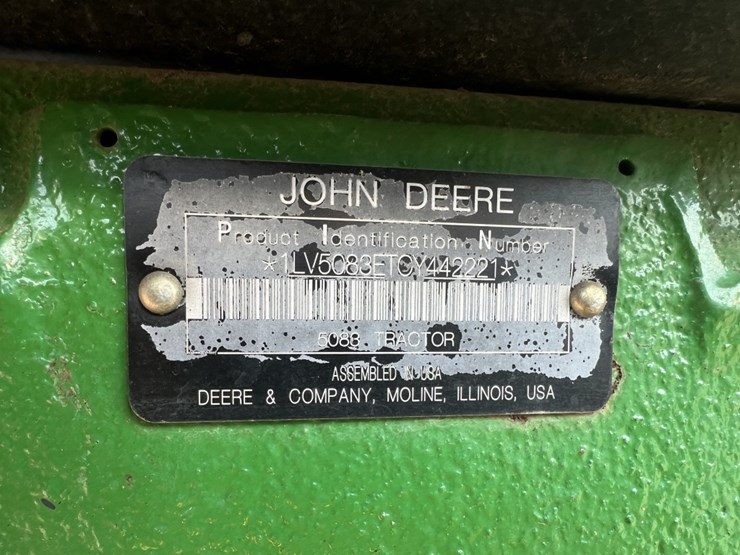 JOHN DEERE
Product Identification Number
*1LV5083ETCY442221*
5083 TRACTOR
ASSEMBLED IN USA
DEERE & COMPANY, MOLINE, ILLINOIS, USA